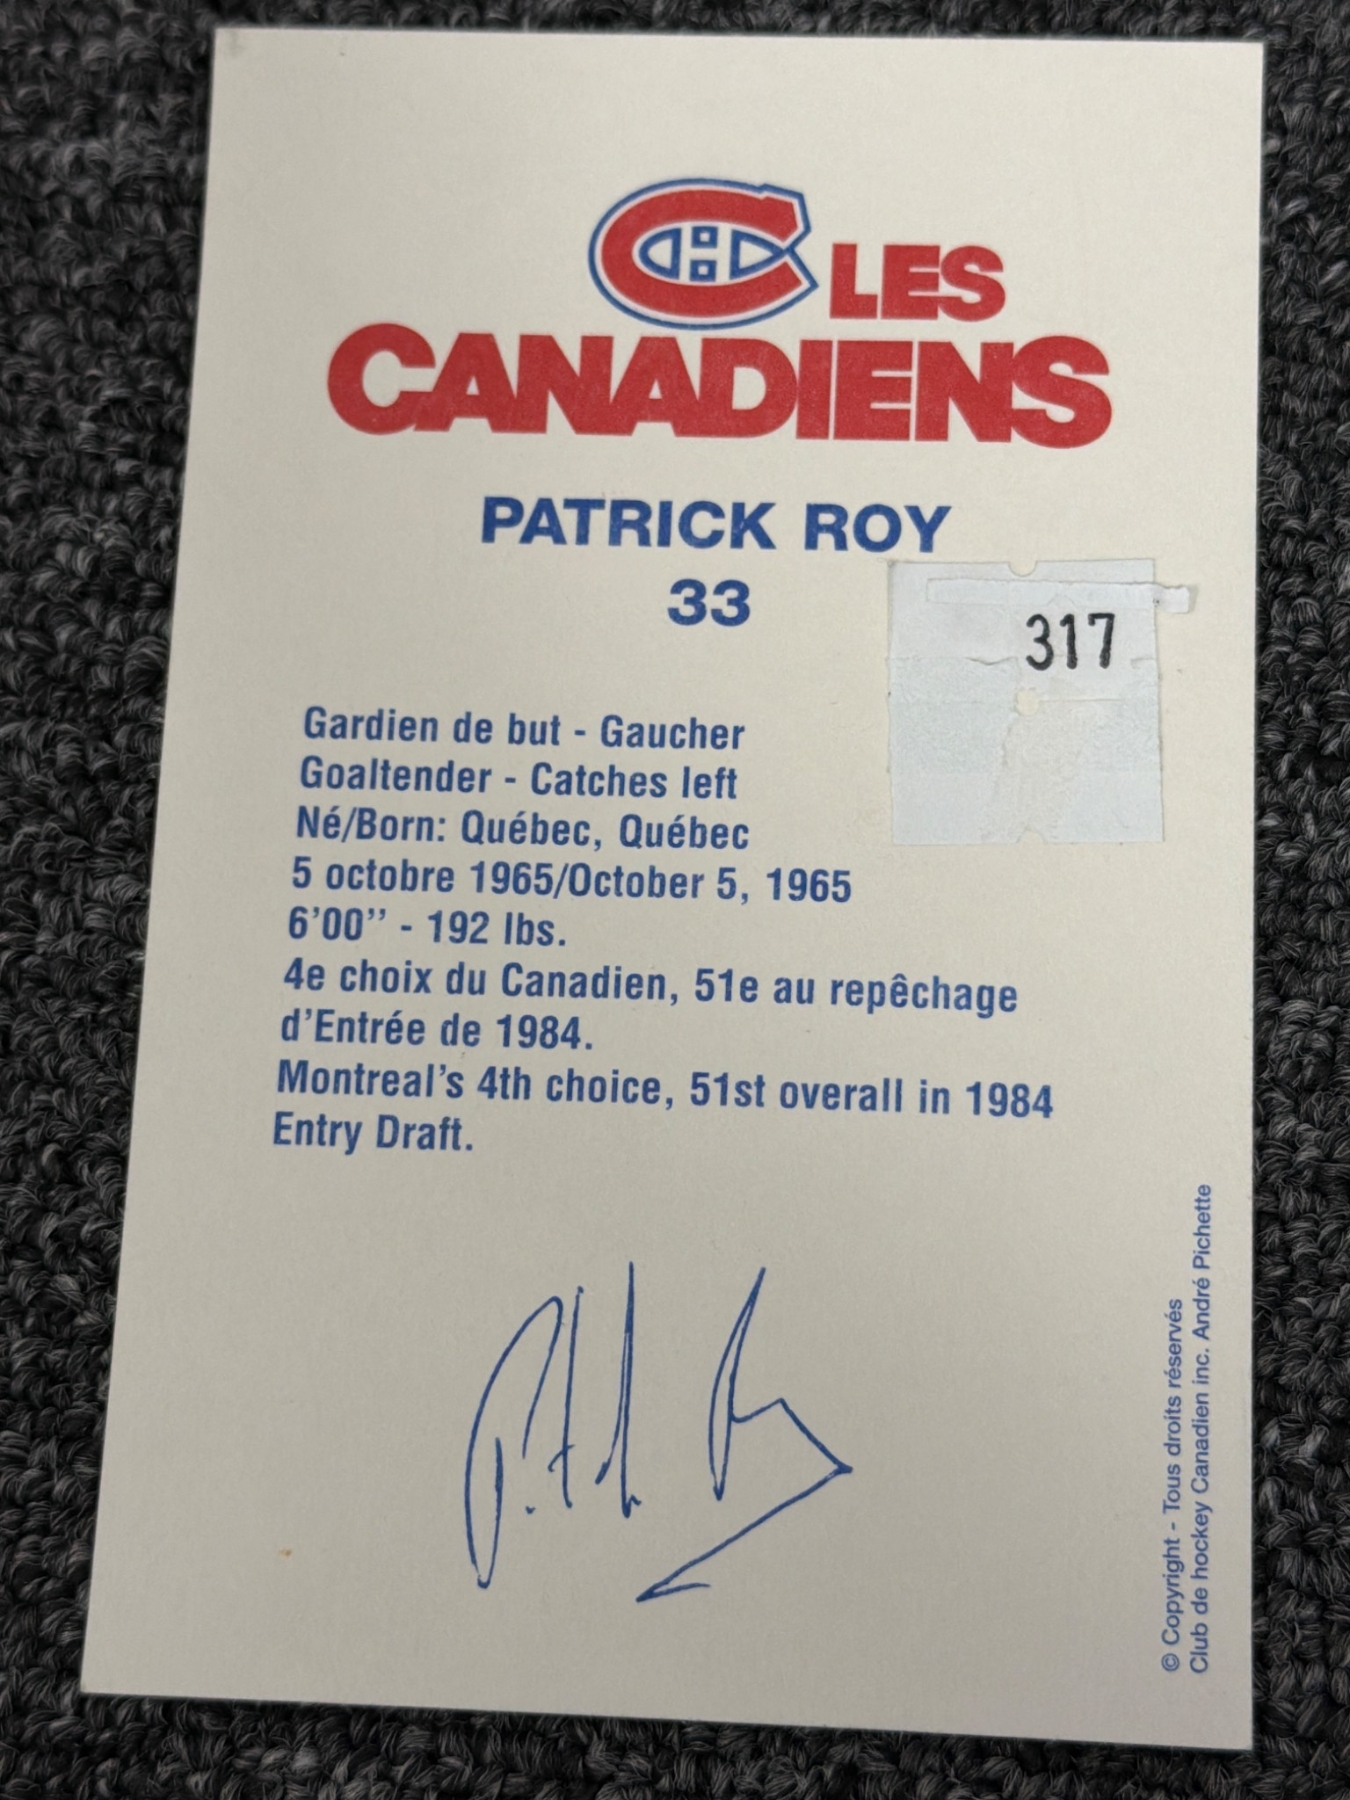 LES
CANADIENS
PATRICK ROY
33
317
Gardien de but - Gaucher
Goaltender - Catches left
Né/Born: Québec, Québec
5 octobre 1965/October 5, 1965
6'00" - 192 lbs.
4e choix du Canadien, 51e au repêchage
d'Entrée de 1984.
Montreal's 4th choice, 51st overall in 1984
Entry Draft.
© Copyright - Tous droits réservés
Club de hockey Canadien inc. André Pichette